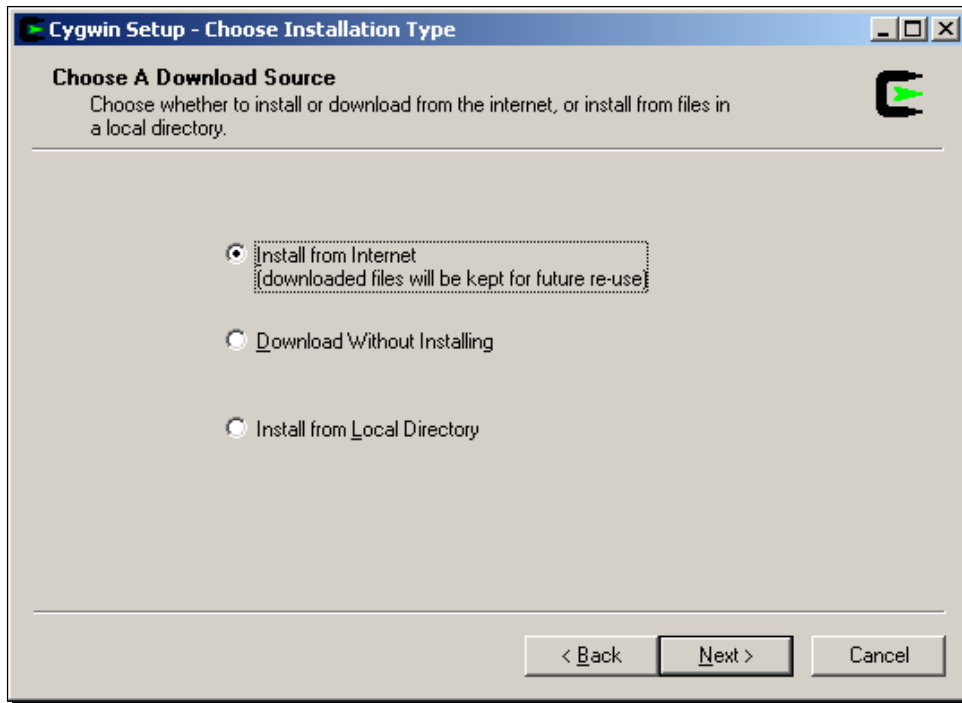 Cygwin Setup - Choose Installation Type
Choose A Download Source
Choose whether to install or download from the internet, or install from files in
a local directory.
Install from Internet
(downloaded files will be kept for future re-use)
Download Without Installing
Install from Local Directory
< Back
Next >
Cancel